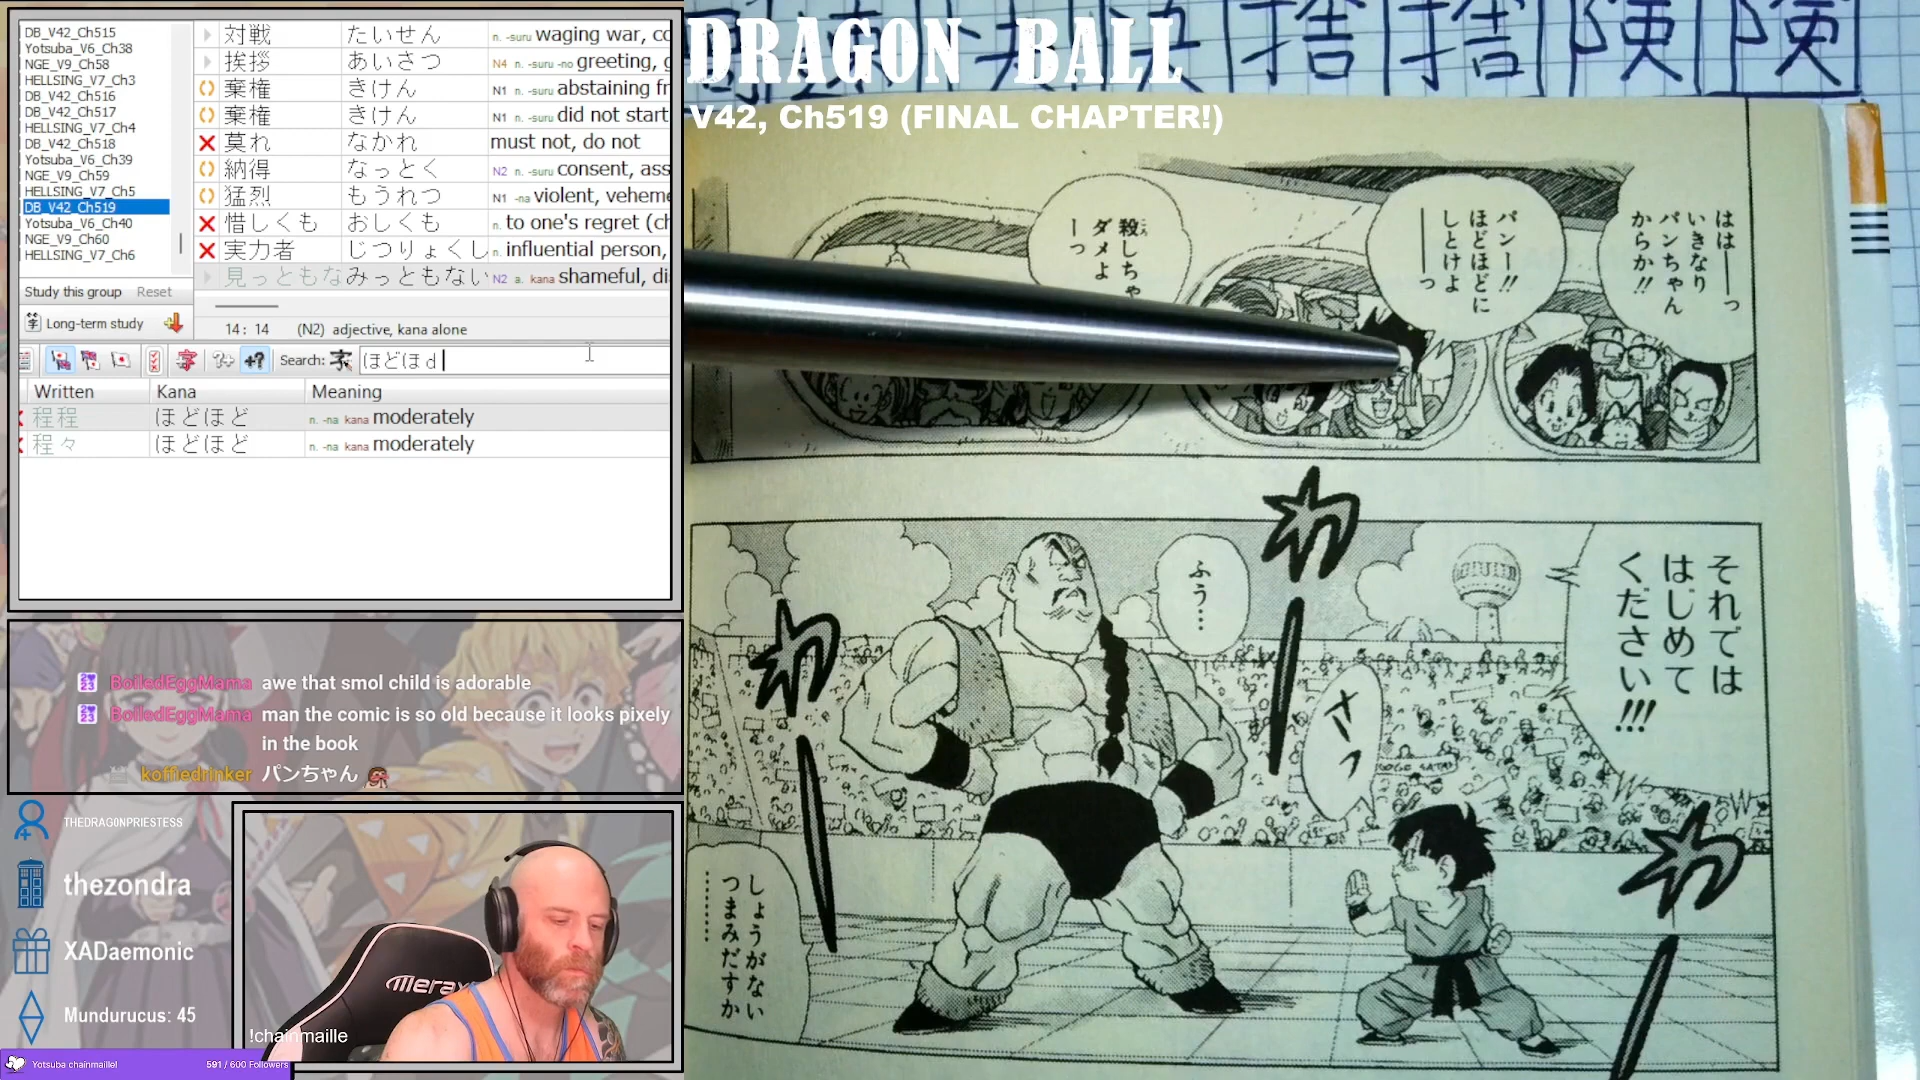 DB_V42_Ch515
Yotsuba_V6_Ch38
NGE_V9_Ch58
HELLSING_V7_Ch3
DB_V42_Ch516
DB_V42_Ch517
HELLSING_V7_Ch4
DB_V42_Ch518
Yotsuba_V6_Ch39
NGE_V9_Ch59
HELLSING_V7_Ch5
DB_V42_Ch519
Yotsuba_V6_Ch40
NGE_V9_Ch60
HELLSING_V7_Ch6
Study this group Reset
Long-term study
対戦 たいせん n. -suru waging war, co
挨拶 あいさつ N4 n. -suru -no greeting, g
棄権 きけん N1 n. -suru abstaining fr
棄権 きけん N1 n. -suru did not start
莫れ なかれ must not, do not
納得 なっとく N2 n. -suru consent, ass
猛烈 もうれつ N1 -na violent, veheme
惜しくも おしくも n. to one's regret (ch
実力者 じつりょくし n. influential person,
見っともな みっともない N2 a. kana shameful, di
14: 14 (N2) adjective, kana alone
Search: ほどほd
Written Kana Meaning
程程 ほどほど n. -na kana moderately
程々 ほどほど n. -na kana moderately
BoiledEggMama awe that smol child is adorable
BoiledEggMama man the comic is so old because it looks pixely
in the book
koffiedrinker パンちゃん
THEDRAG0NPRIESTESS
thezondra
XADaemonic
Mundurucus: 45
Yotsuba chainmaille!
591 / 600 Followers
!chainmaille
DRAGON BALL
V42, Ch519 (FINAL CHAPTER!)
決 捨 捨 険 険
はは――っ
いきなり
パンちゃん
からか!!
パンー!!
ほどほどに
しとけよ
――っ
殺しちゃ
ころ
ダメよ
ーっ
それでは
はじめて
ください!!!
ふう…
さっ
わ
わ
わ
しょうがない
つまみだすか
………